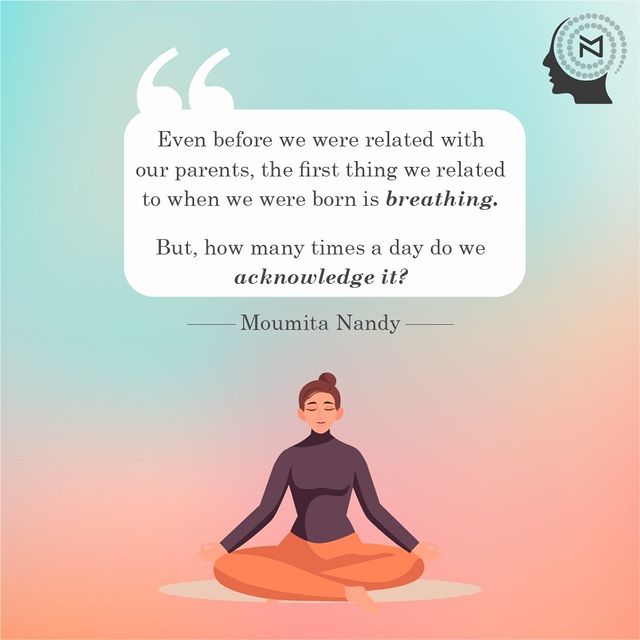 Even before we were related with
our parents, the first thing we related
to when we were born is breathing.
But, how many times a day do we
acknowledge it?
Moumita Nandy